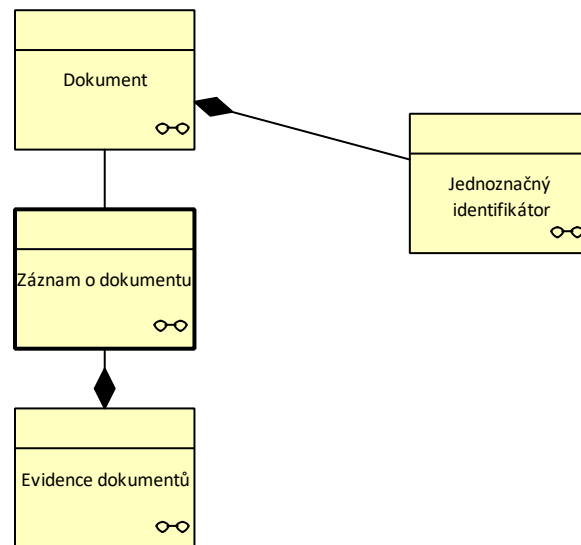 Dokument
Jednoznačný
identifikátor
Záznam o dokumentu
Evidence dokumentů